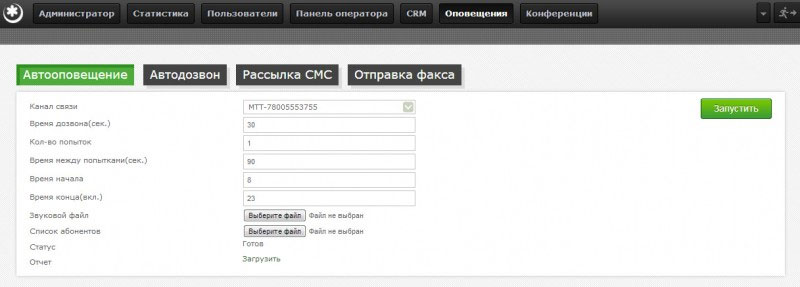 Администратор Статистика Пользователи Панель оператора CRM Оповещения Конференции
Автооповещение Автодозвон Рассылка СМС Отправка факса
Канал связи МТТ-78005553755 Запустить
Время дозвона(сек.) 30
Кол-во попыток 1
Время между попытками(сек.) 90
Время начала 8
Время конца(вкл.) 23
Звуковой файл Выберите файл Файл не выбран
Список абонентов Выберите файл Файл не выбран
Статус Готов
Отчет Загрузить